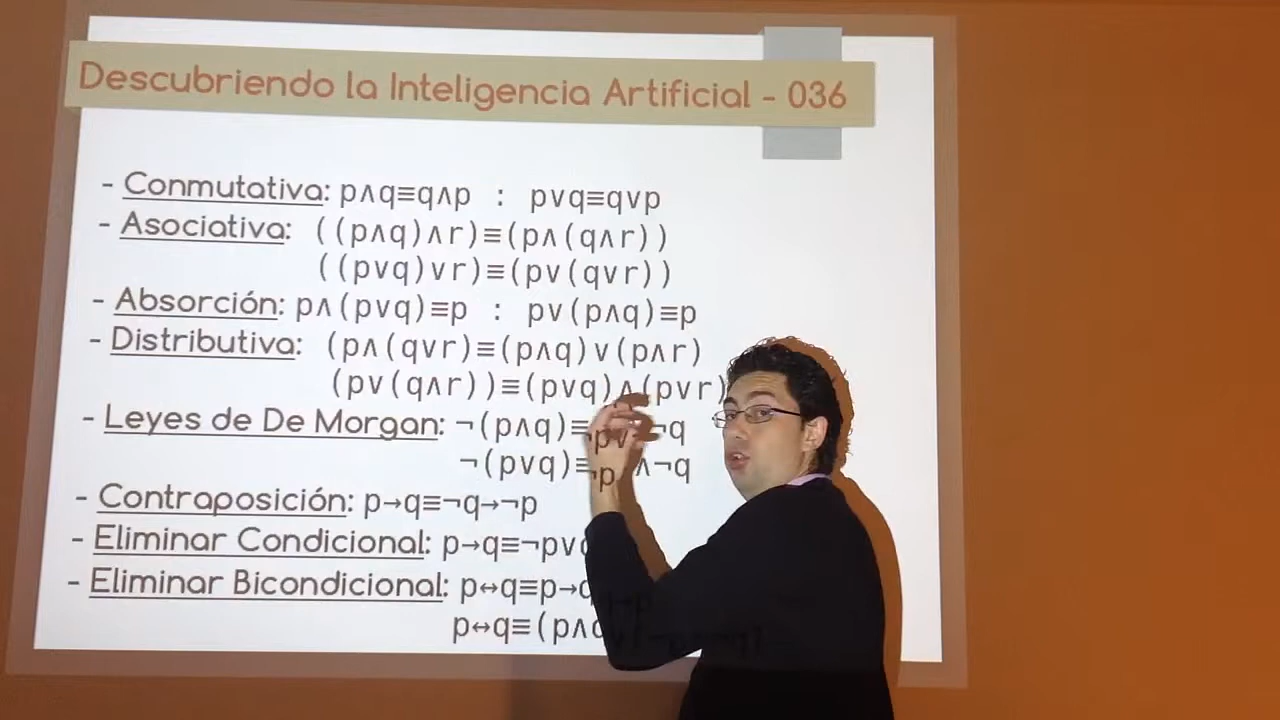 Descubriendo la Inteligencia Artificial - 036
- Conmutativa: p∧q≡q∧p : p∨q≡q∨p
- Asociativa: ((p∧q)∧r)≡(p∧(q∧r))
((p∨q)∨r)≡(p∨(q∨r))
- Absorción: p∧(p∨q)≡p : p∨(p∧q)≡p
- Distributiva: (p∧(q∨r)≡(p∧q)∨(p∧r)
(p∨(q∧r))≡(p∨q)∧(p∨r)
- Leyes de De Morgan: ¬(p∧q)≡¬p∨¬q
¬(p∨q)≡¬p∧¬q
- Contraposición: p→q≡¬q→¬p
- Eliminar Condicional: p→q≡¬p∨q
- Eliminar Bicondicional: p↔q≡p→q
p↔q≡(p∧q